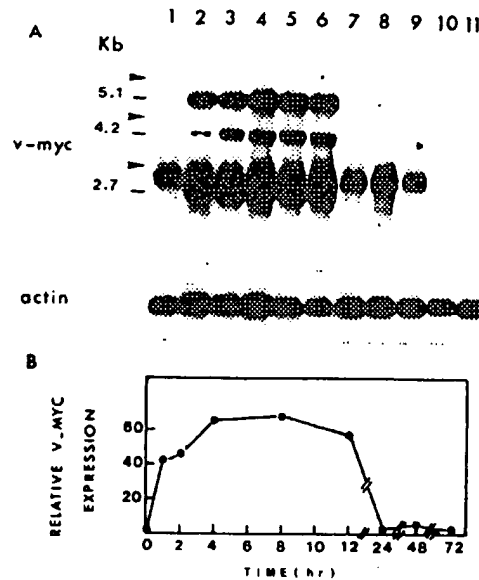 A
1 2 3 4 5 6 7 8 9 10 11
Kb
5.1
4.2
v-myc
2.7
actin
B
RELATIVE V_MYC
EXPRESSION
60
40
20
0 2 4 6 8 10 12 24 48 72
TIME (hr)